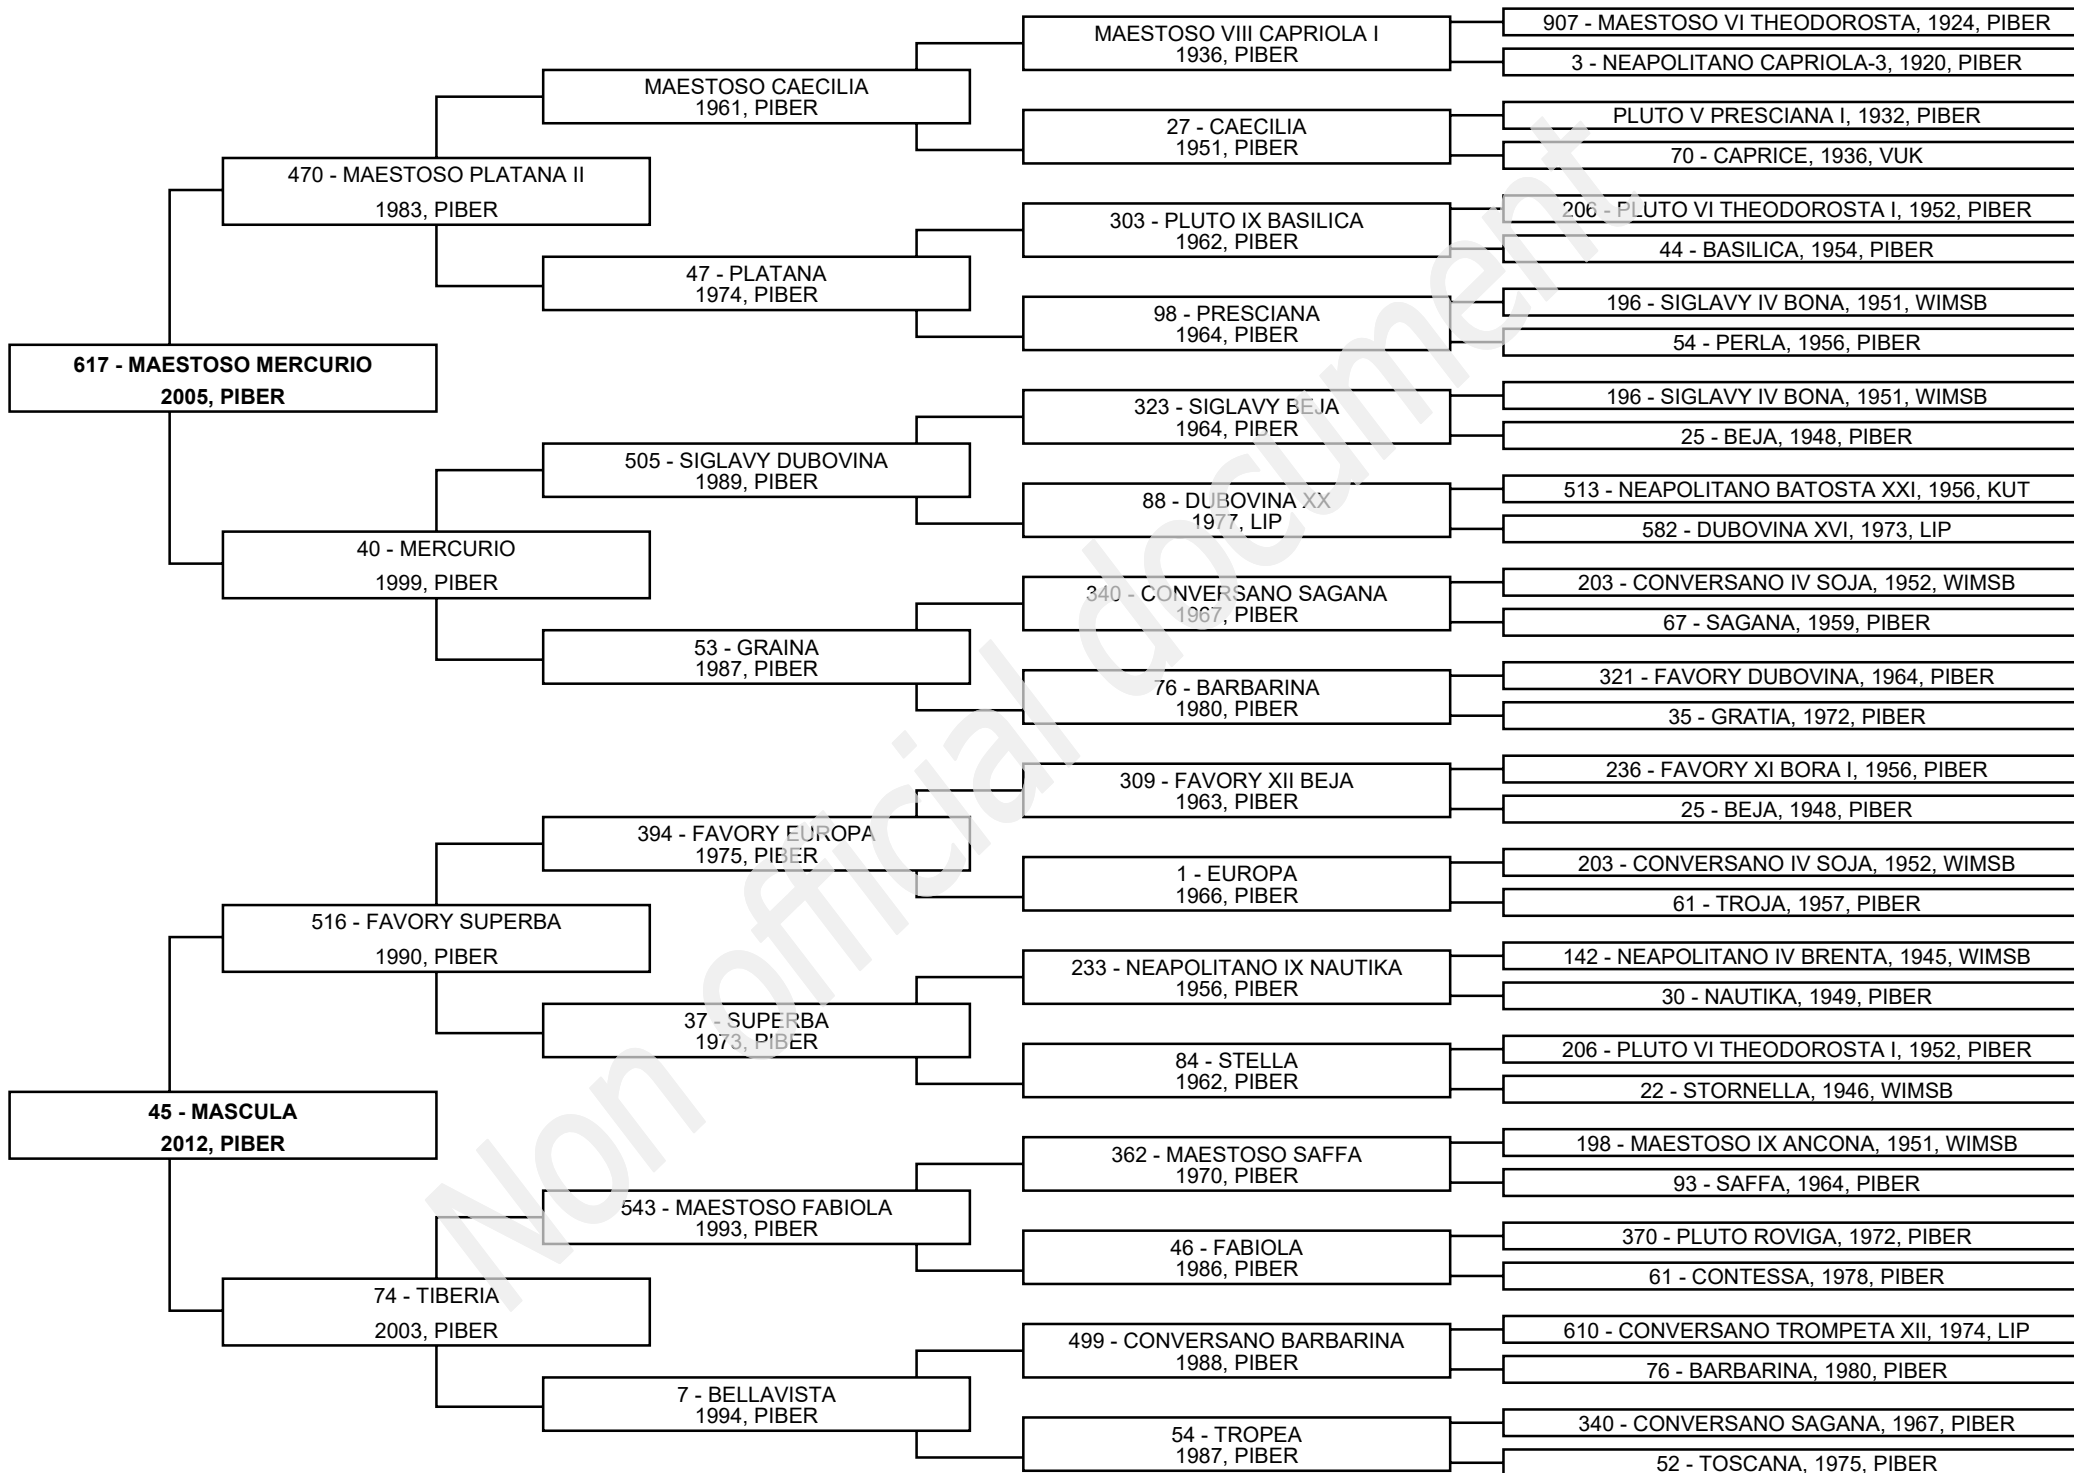 907 - MAESTOSO VI THEODOROSTA, 1924, PIBER
MAESTOSO VIII CAPRIOLA I
1936, PIBER
3 - NEAPOLITANO CAPRIOLA-3, 1920, PIBER
MAESTOSO CAECILIA
1961, PIBER
PLUTO V PRESCIANA I, 1932, PIBER
27 - CAECILIA
1951, PIBER
70 - CAPRICE, 1936, VUK
470 - MAESTOSO PLATANA II
1983, PIBER
206 - PLUTO VI THEODOROSTA I, 1952, PIBER
303 - PLUTO IX BASILICA
1962, PIBER
44 - BASILICA, 1954, PIBER
47 - PLATANA
1974, PIBER
196 - SIGLAVY IV BONA, 1951, WIMSB
98 - PRESCIANA
1964, PIBER
54 - PERLA, 1956, PIBER
617 - MAESTOSO MERCURIO
2005, PIBER
196 - SIGLAVY IV BONA, 1951, WIMSB
323 - SIGLAVY BEJA
1964, PIBER
25 - BEJA, 1948, PIBER
505 - SIGLAVY DUBOVINA
1989, PIBER
513 - NEAPOLITANO BATOSTA XXI, 1956, KUT
88 - DUBOVINA XX
1977, LIP
582 - DUBOVINA XVI, 1973, LIP
40 - MERCURIO
1999, PIBER
203 - CONVERSANO IV SOJA, 1952, WIMSB
340 - CONVERSANO SAGANA
1967, PIBER
67 - SAGANA, 1959, PIBER
53 - GRAINA
1987, PIBER
321 - FAVORY DUBOVINA, 1964, PIBER
76 - BARBARINA
1980, PIBER
35 - GRATIA, 1972, PIBER
236 - FAVORY XI BORA I, 1956, PIBER
309 - FAVORY XII BEJA
1963, PIBER
25 - BEJA, 1948, PIBER
394 - FAVORY EUROPA
1975, PIBER
203 - CONVERSANO IV SOJA, 1952, WIMSB
1 - EUROPA
1966, PIBER
61 - TROJA, 1957, PIBER
516 - FAVORY SUPERBA
1990, PIBER
142 - NEAPOLITANO IV BRENTA, 1945, WIMSB
233 - NEAPOLITANO IX NAUTIKA
1956, PIBER
30 - NAUTIKA, 1949, PIBER
37 - SUPERBA
1973, PIBER
206 - PLUTO VI THEODOROSTA I, 1952, PIBER
84 - STELLA
1962, PIBER
22 - STORNELLA, 1946, WIMSB
45 - MASCULA
2012, PIBER
198 - MAESTOSO IX ANCONA, 1951, WIMSB
362 - MAESTOSO SAFFA
1970, PIBER
93 - SAFFA, 1964, PIBER
543 - MAESTOSO FABIOLA
1993, PIBER
370 - PLUTO ROVIGA, 1972, PIBER
46 - FABIOLA
1986, PIBER
61 - CONTESSA, 1978, PIBER
74 - TIBERIA
2003, PIBER
610 - CONVERSANO TROMPETA XII, 1974, LIP
499 - CONVERSANO BARBARINA
1988, PIBER
76 - BARBARINA, 1980, PIBER
7 - BELLAVISTA
1994, PIBER
340 - CONVERSANO SAGANA, 1967, PIBER
54 - TROPEA
1987, PIBER
52 - TOSCANA, 1975, PIBER
Non official document